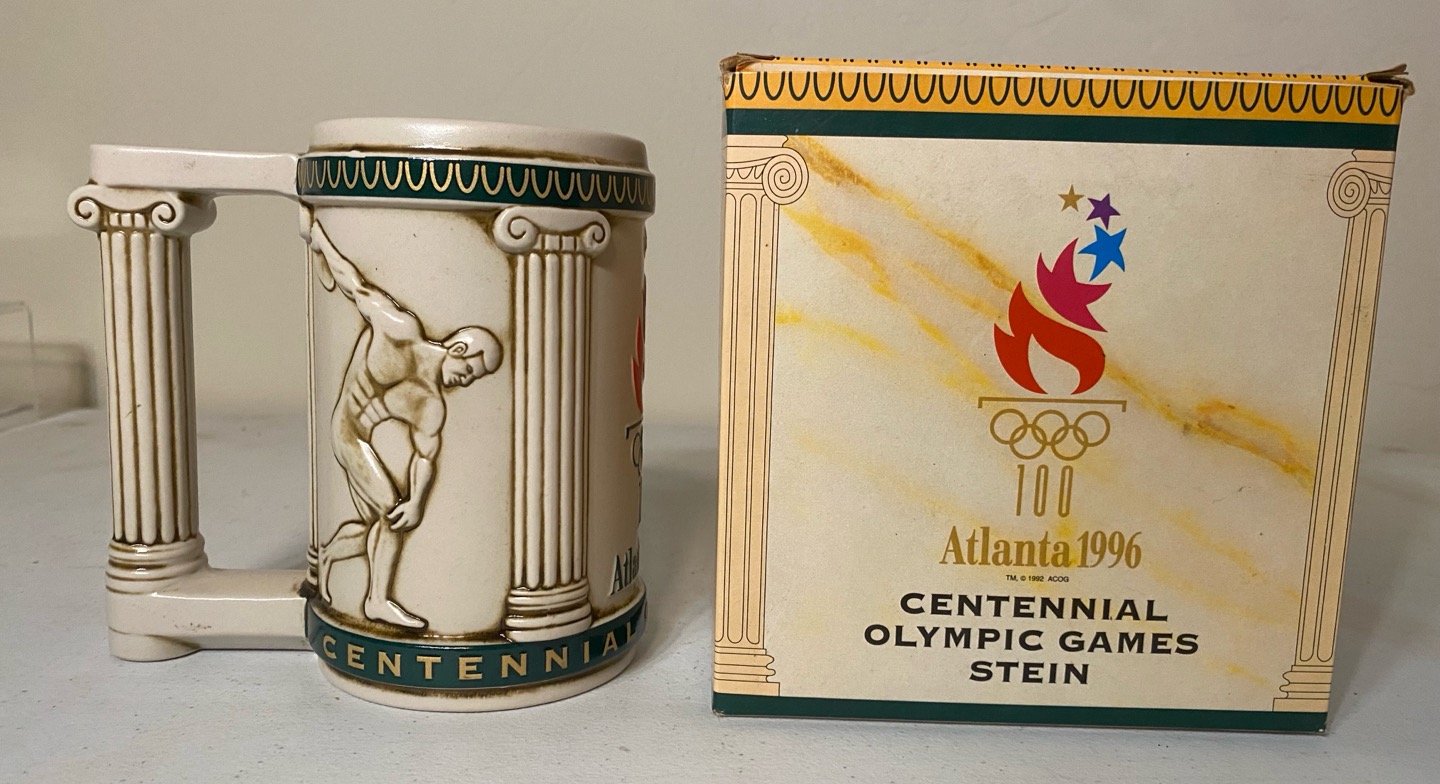 CENTENNIAL
100
Atlanta 1996
TM, © 1992 ACOG
CENTENNIAL
OLYMPIC GAMES
STEIN